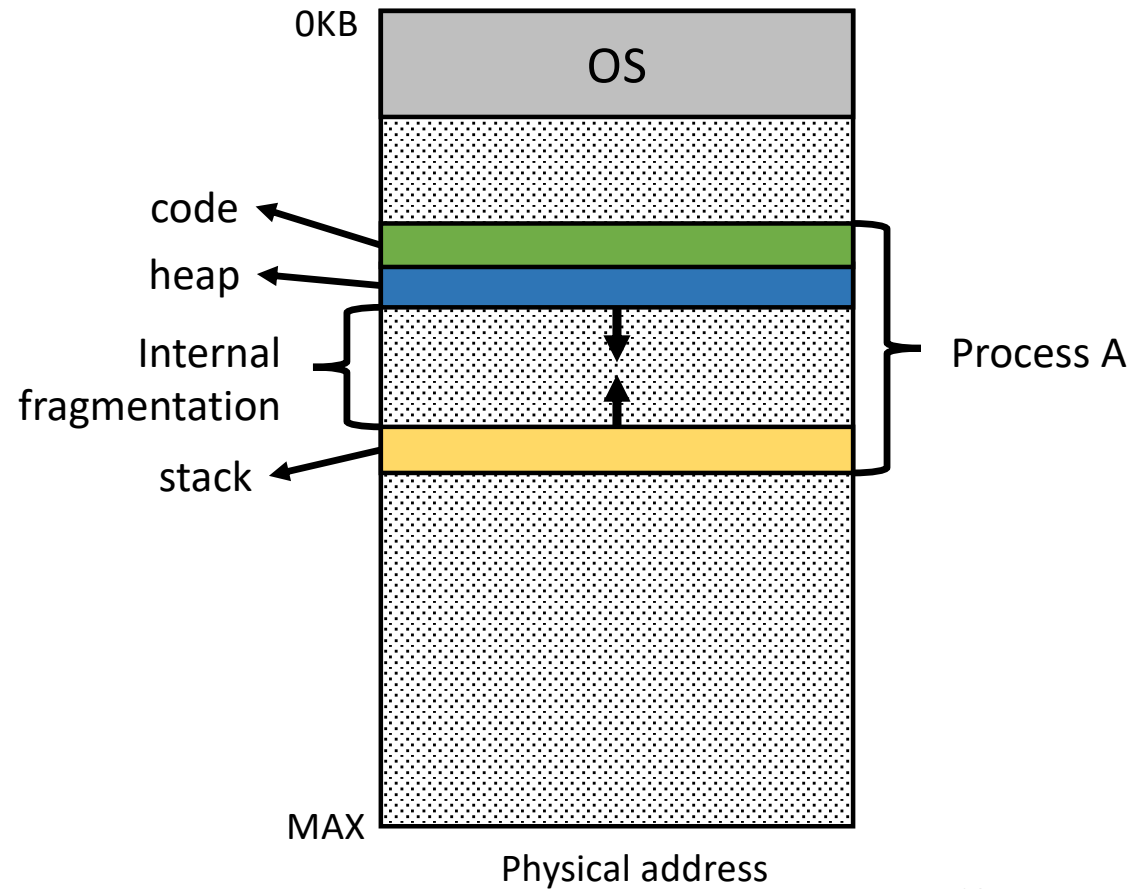 0KB
OS
code
heap
Internal
fragmentation
Process A
stack
MAX
Physical address